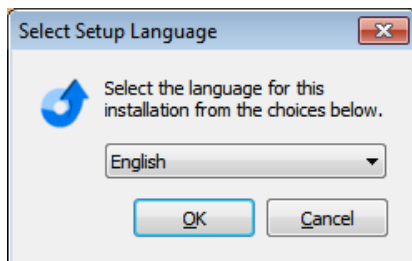 Select Setup Language
Select the language for this
installation from the choices below.
English
OK
Cancel